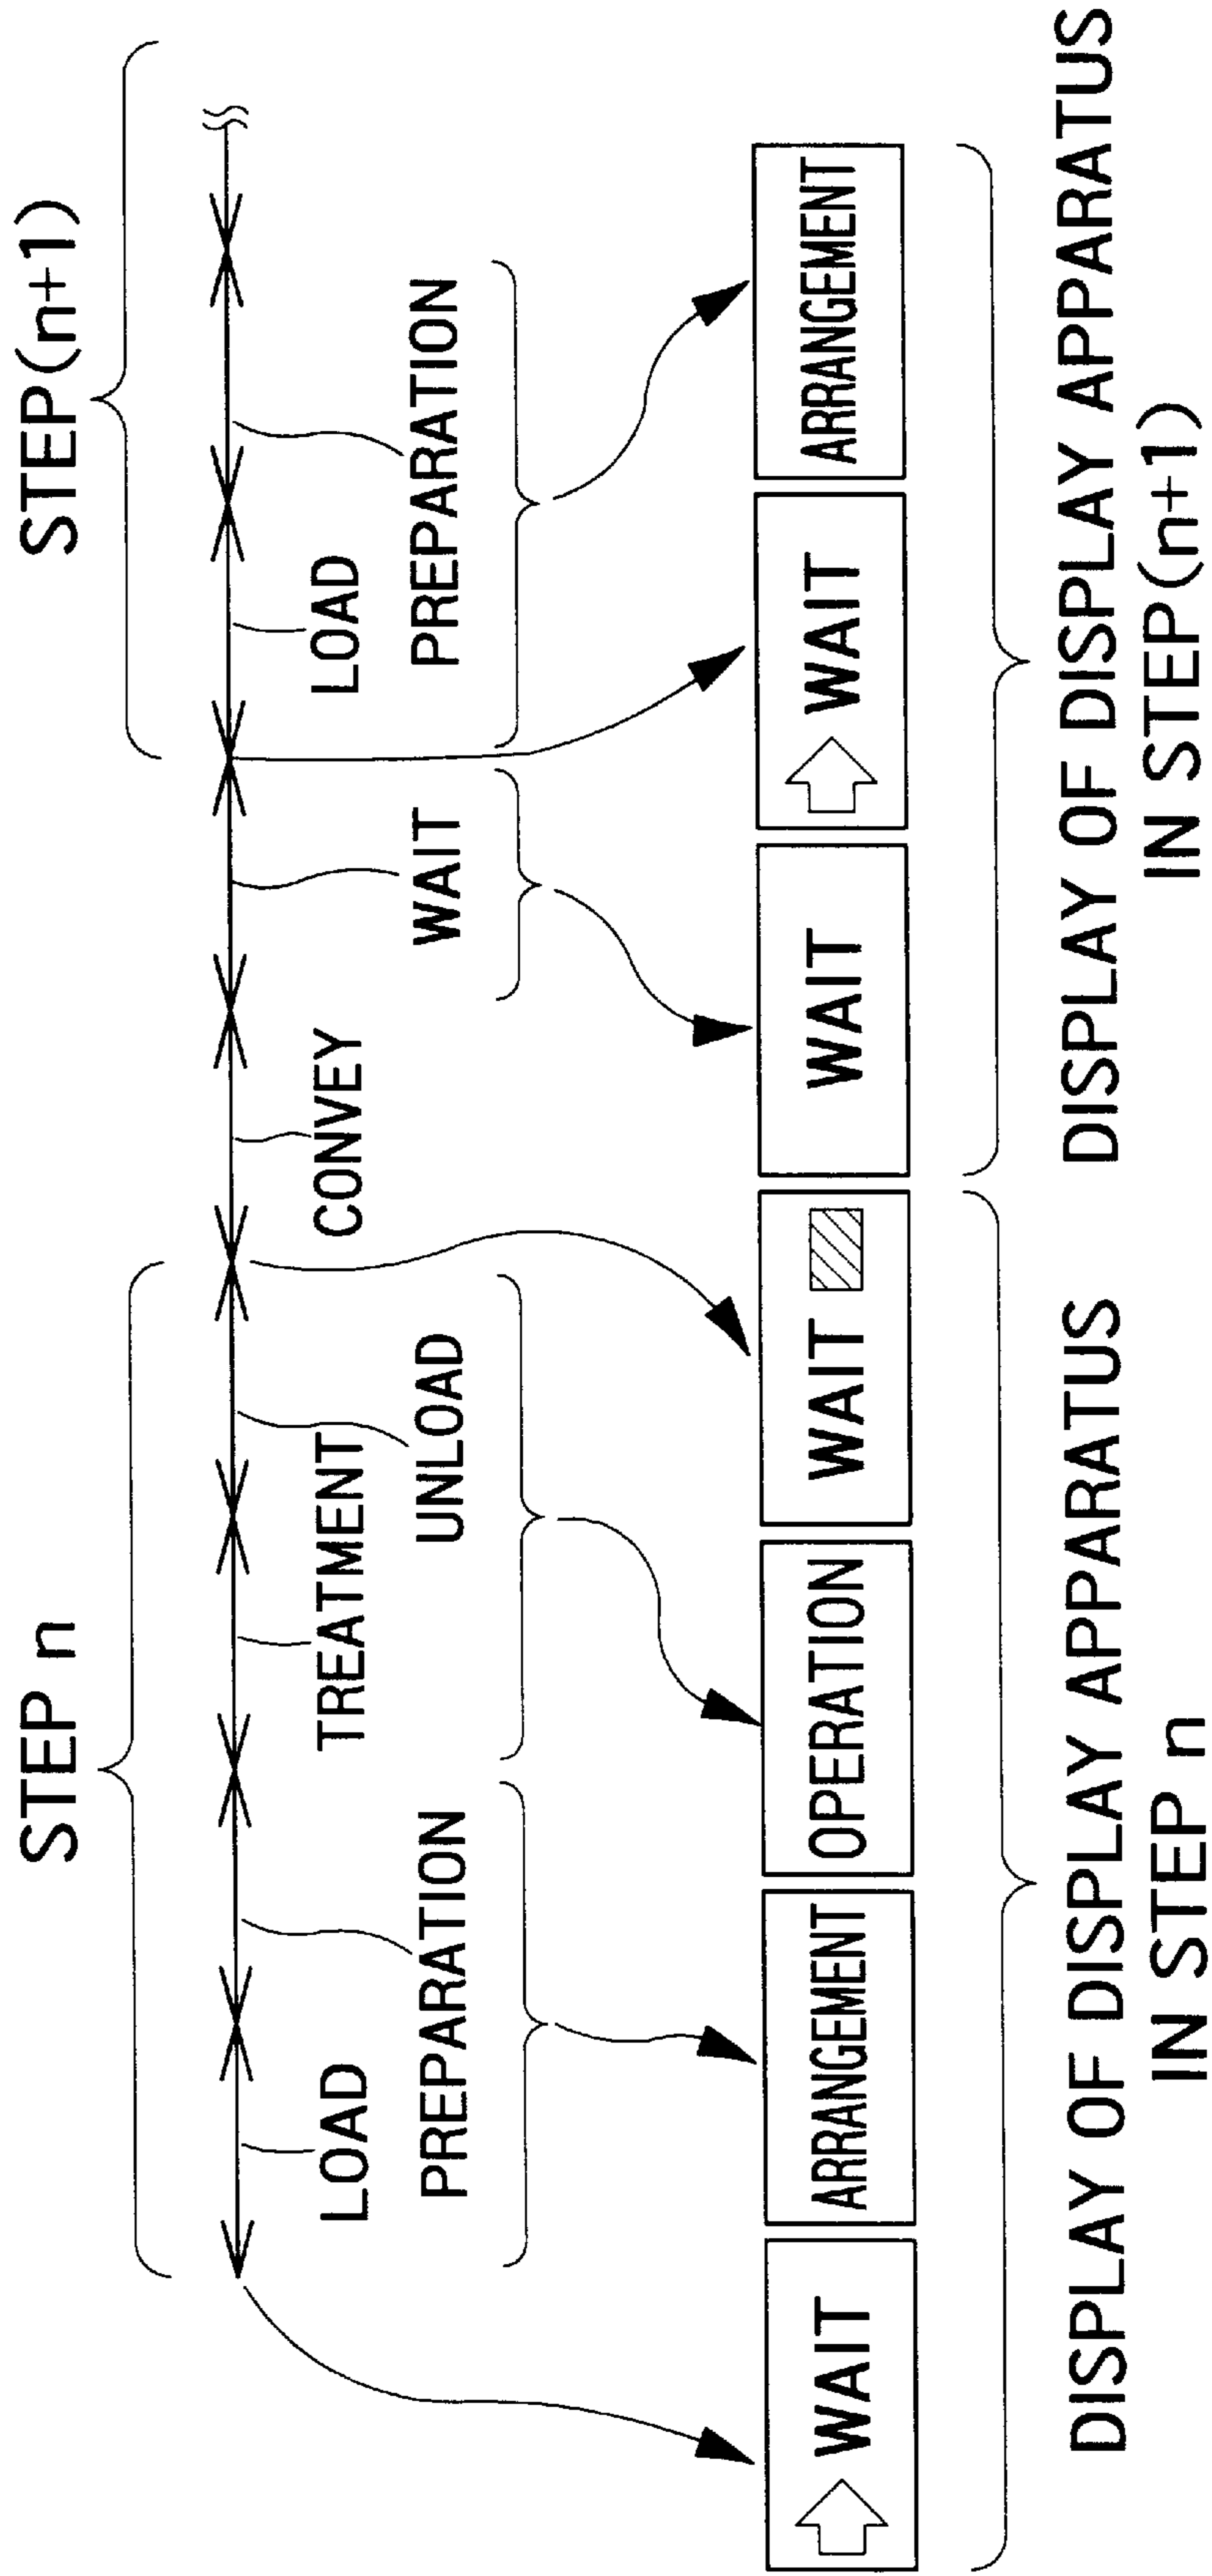 STEP n
STEP(n+1)
LOAD
PREPARATION
TREATMENT
UNLOAD
CONVEY
WAIT
LOAD
PREPARATION
WAIT
ARRANGEMENT
OPERATION
WAIT
WAIT
WAIT
ARRANGEMENT
DISPLAY OF DISPLAY APPARATUS
IN STEP n
DISPLAY OF DISPLAY APPARATUS
IN STEP(n+1)